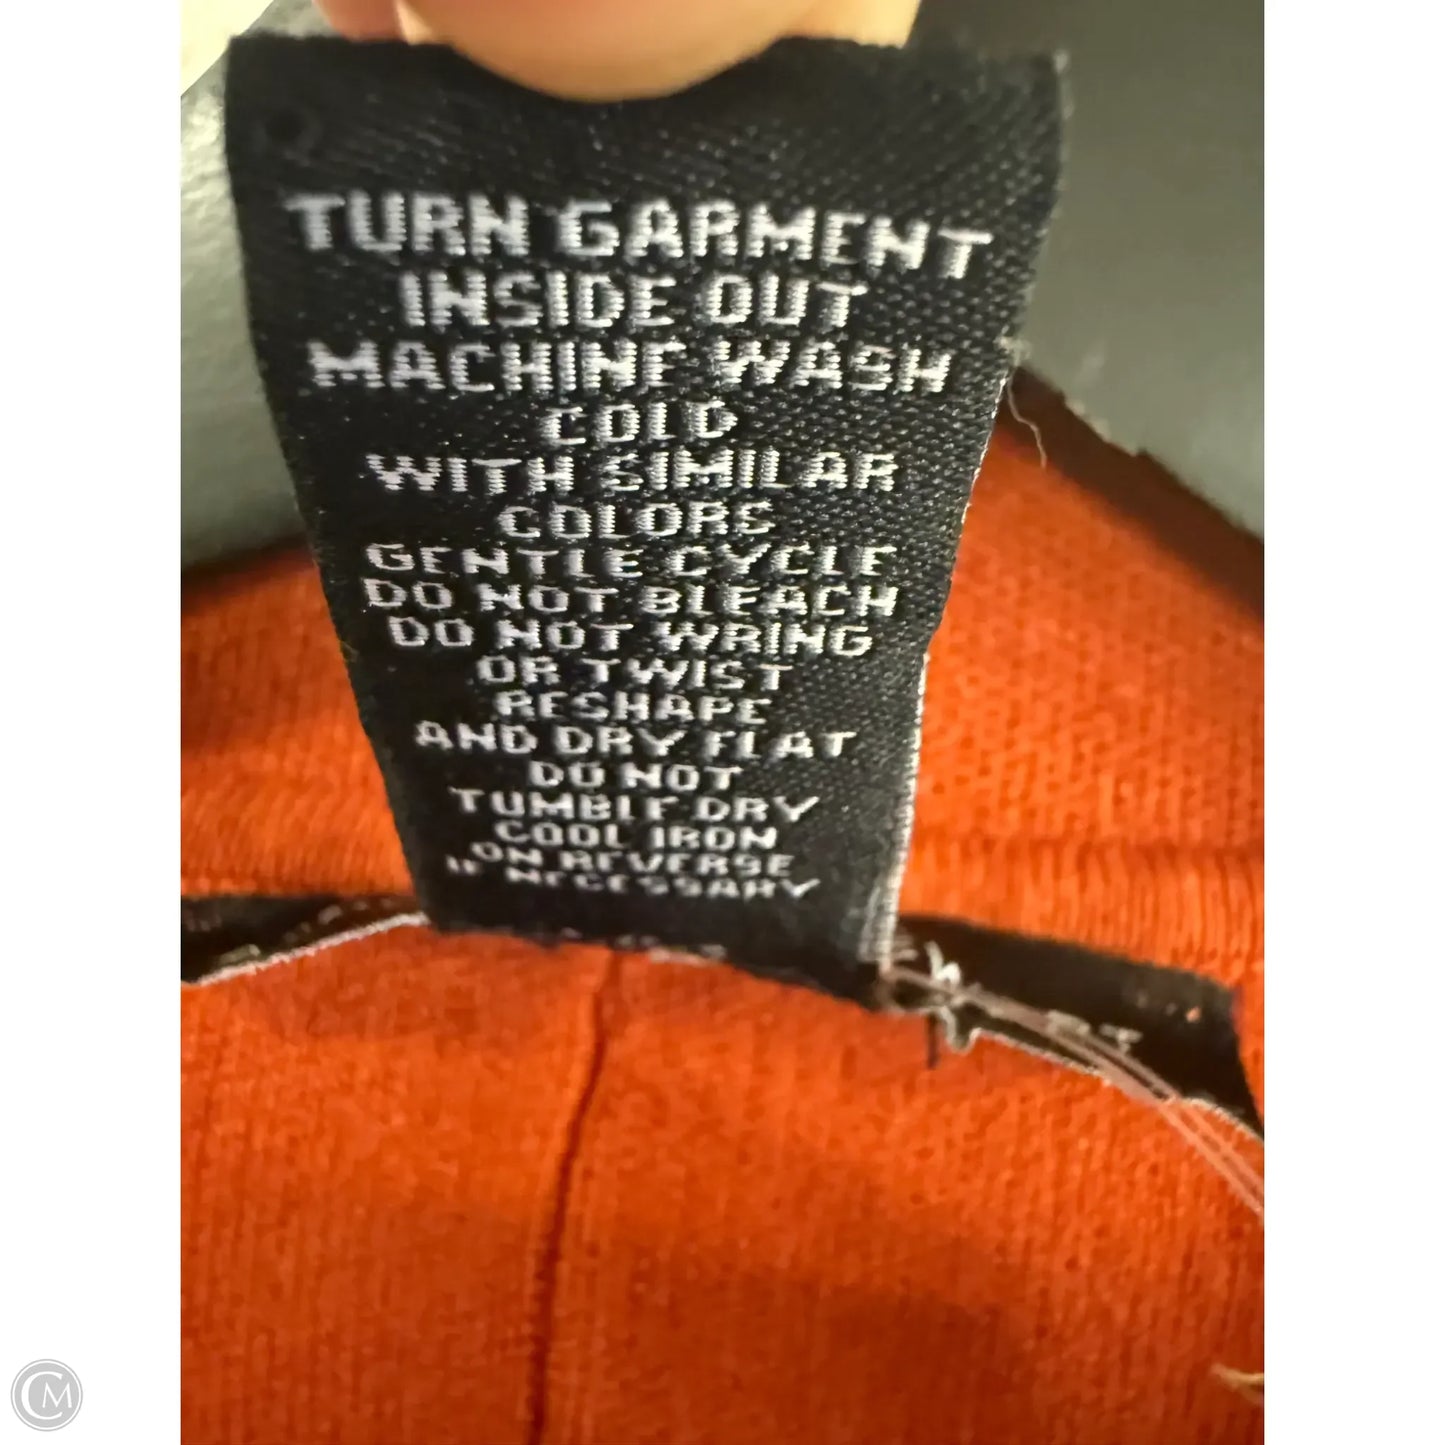 TURN GARMENT
INSIDE OUT
MACHINE WASH
COLD
WITH SIMILAR
COLORS
GENTLE CYCLE
DO NOT BLEACH
DO NOT WRING
OR TWIST
RESHAPE
AND DRY FLAT
DO NOT
TUMBLE DRY
COOL IRON
ON REVERSE
IF NECESSARY
CM